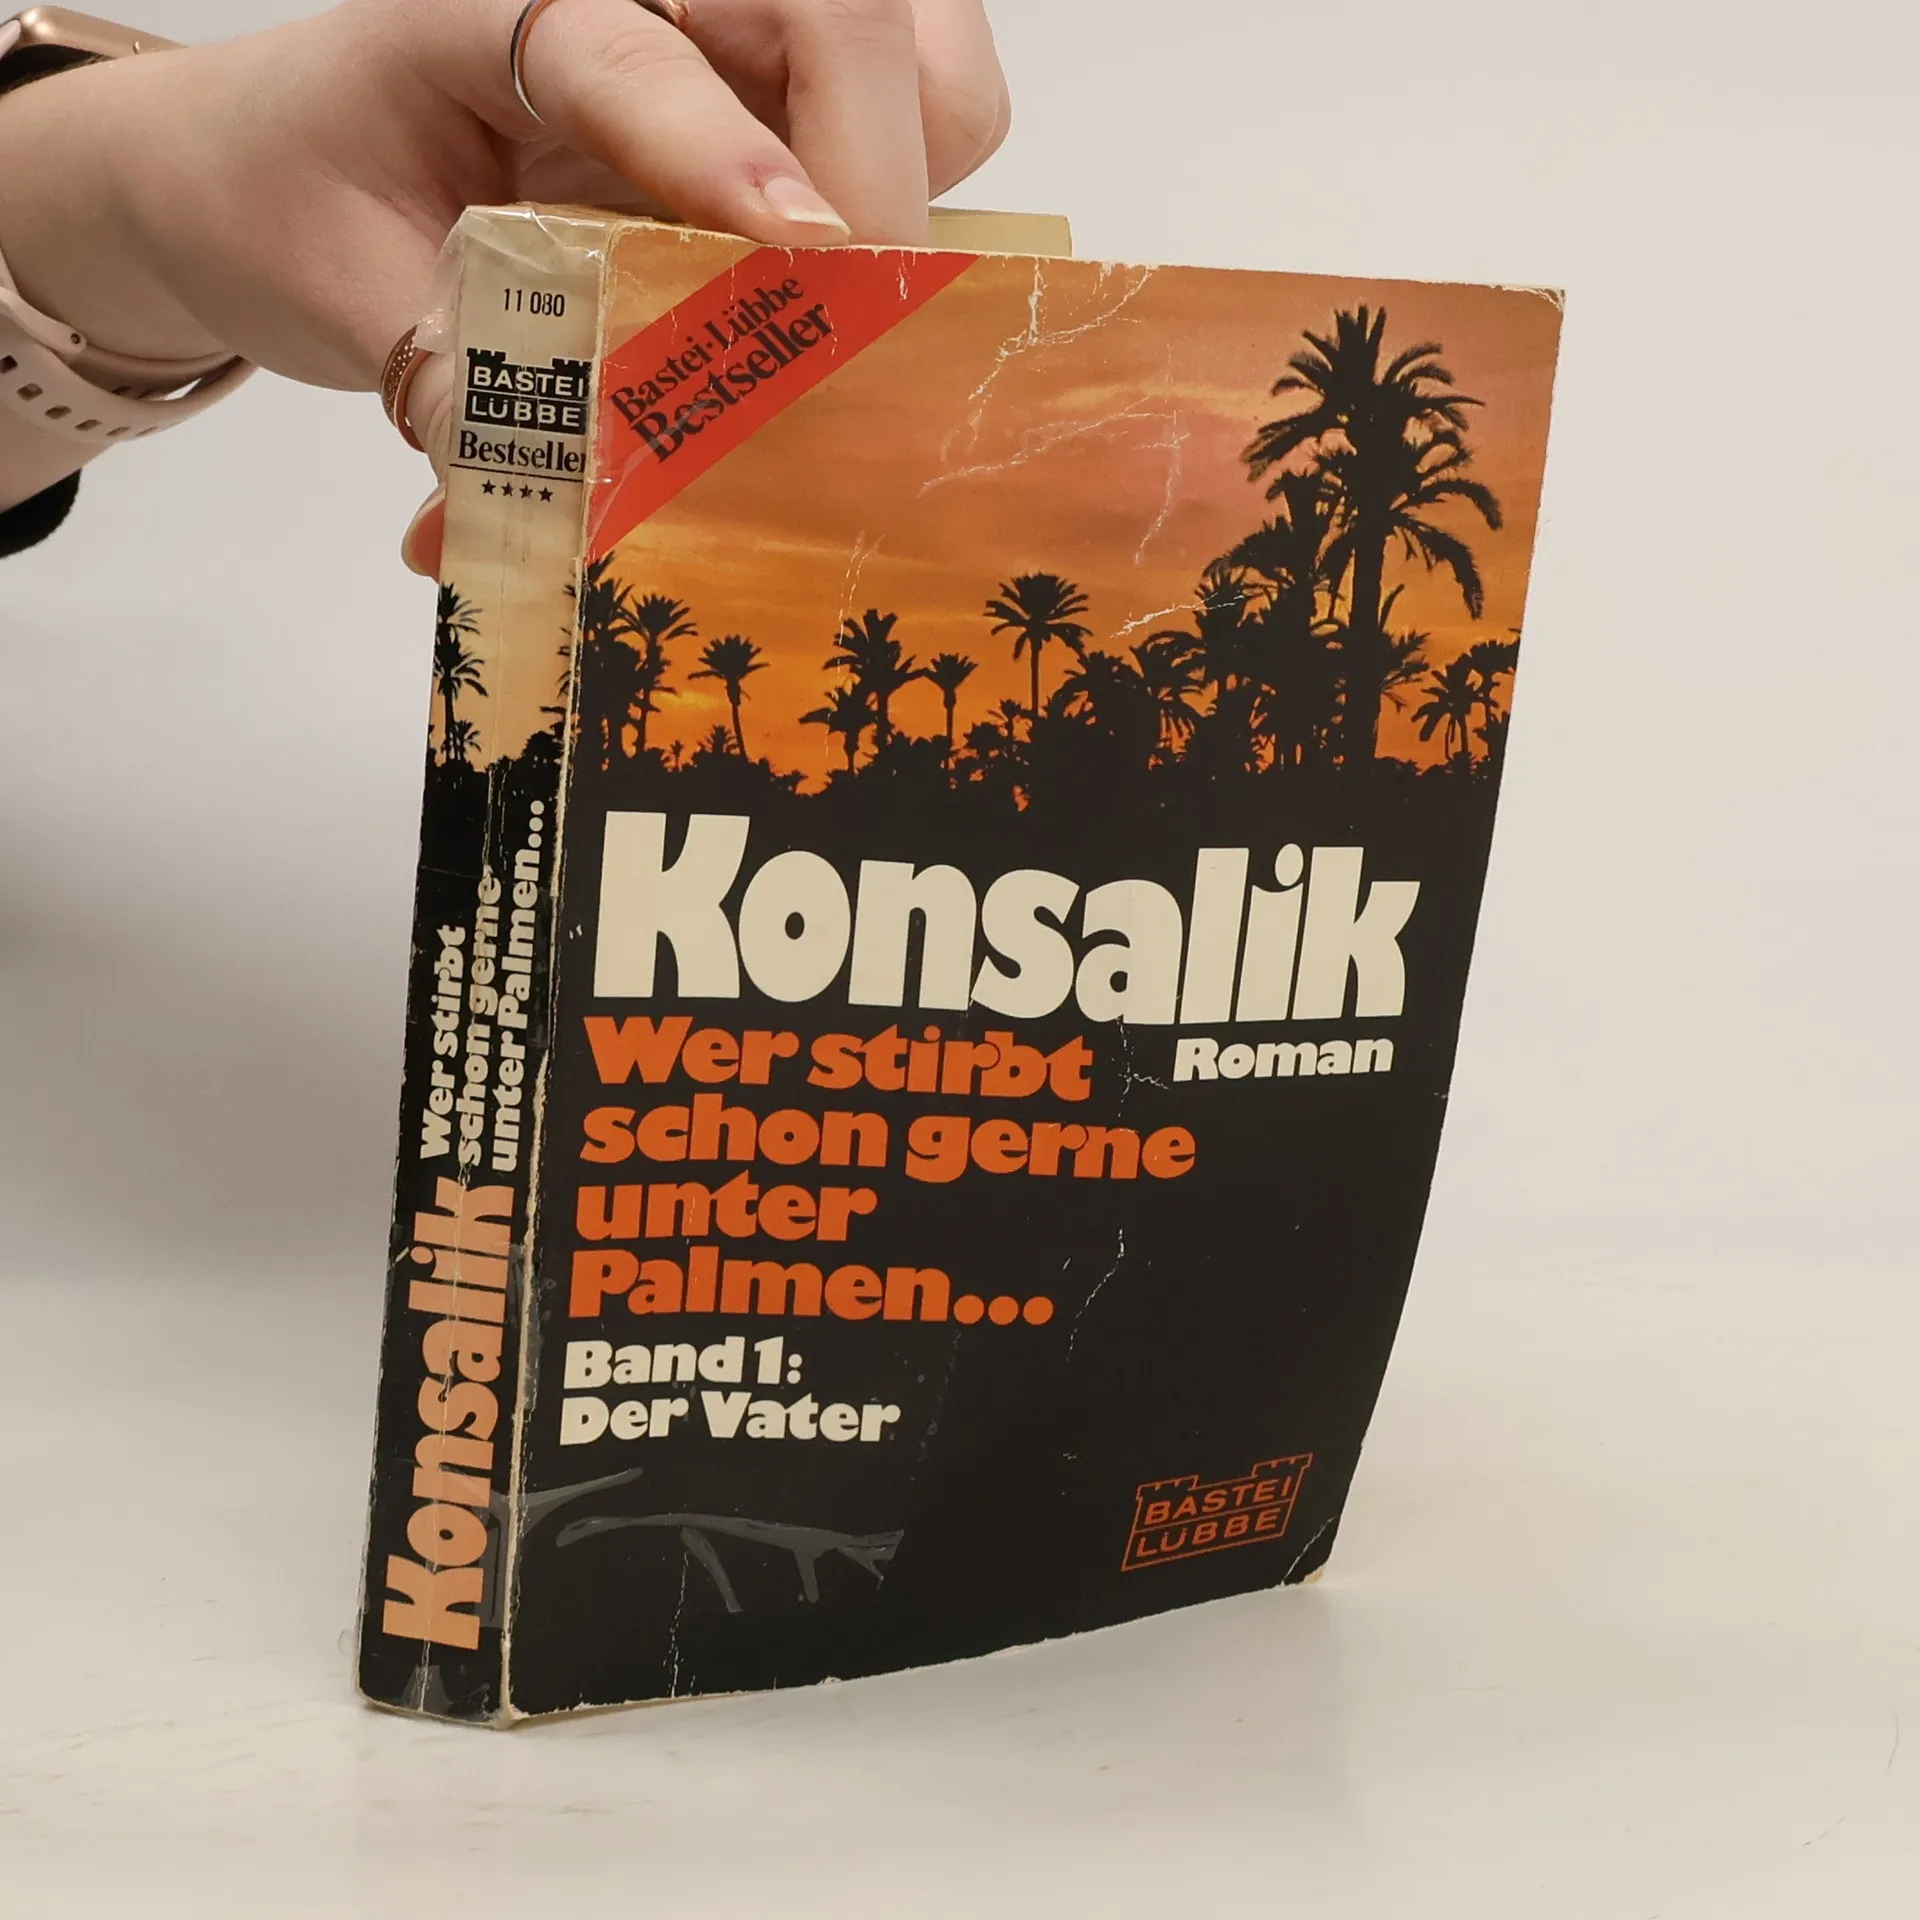 11 080
BASTEI
LÜBBE
Bestseller
★★★★
Konsalik
Wer stirbt
schon gerne
unter Palmen...
Bastei-Lübbe
Bestseller
Konsalik
Roman
Wer stirbt
schon gerne
unter
Palmen...
Band 1:
Der Vater
BASTEI
LÜBBE